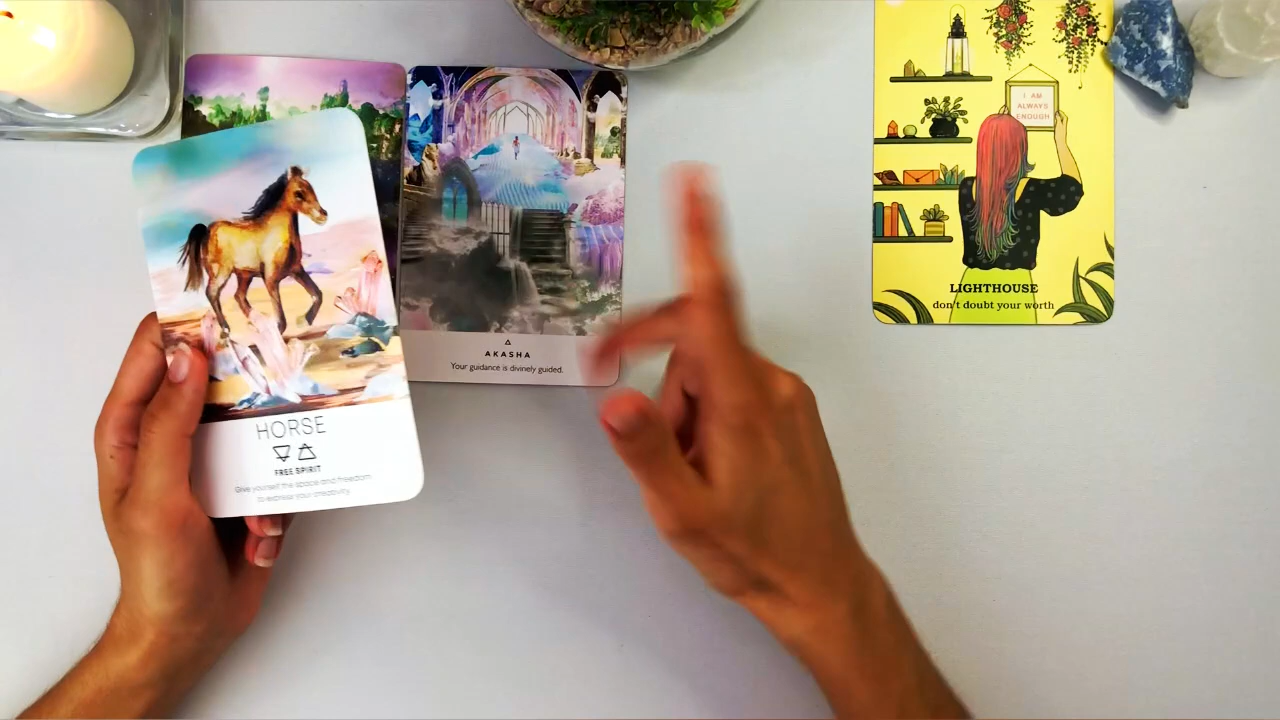 HORSE
FREE SPIRIT
Give yourself the space and freedom
to express your creativity.
AKASHA
Your guidance is divinely guided.
I AM
ALWAYS
ENOUGH
LIGHTHOUSE
don't doubt your worth